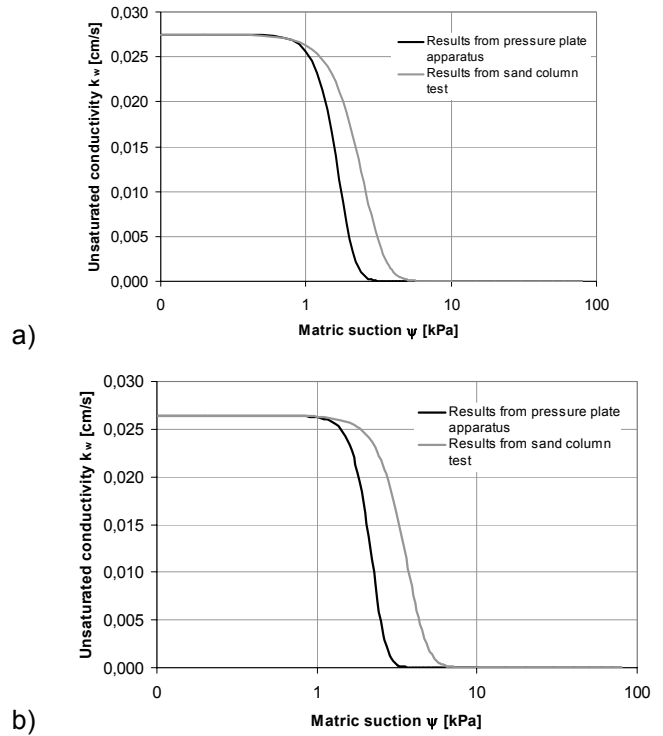 0,030
0,025
0,020
0,015
0,010
0,005
0,000
Unsaturated conductivity kw [cm/s]
Results from pressure plate
apparatus
Results from sand column
test
0 1 10 100
Matric suction ψ [kPa]
a)
0,030
0,025
0,020
0,015
0,010
0,005
0,000
Unsaturated conductivity kw [cm/s]
Results from pressure plate
apparatus
Results from sand column
test
0 1 10 100
Matric suction ψ [kPa]
b)